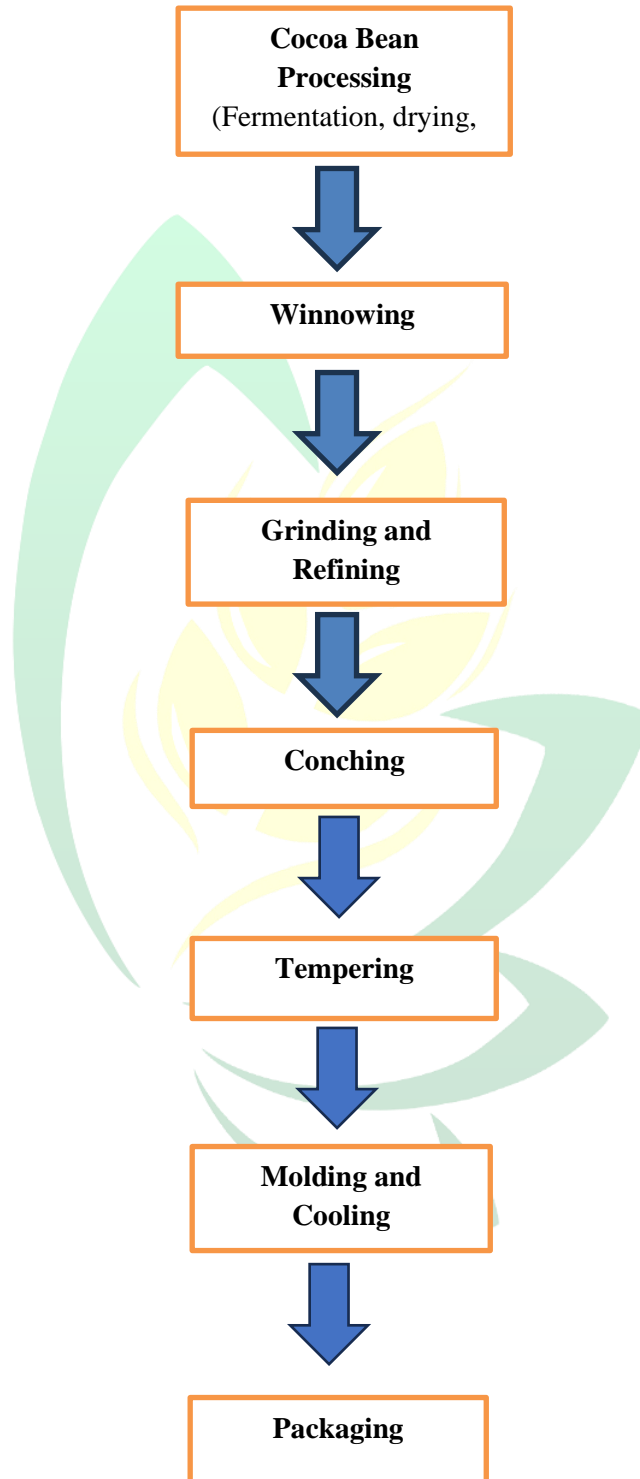 Cocoa Bean
Processing
(Fermentation, drying,
Winnowing
Grinding and
Refining
Conching
Tempering
Molding and
Cooling
Packaging